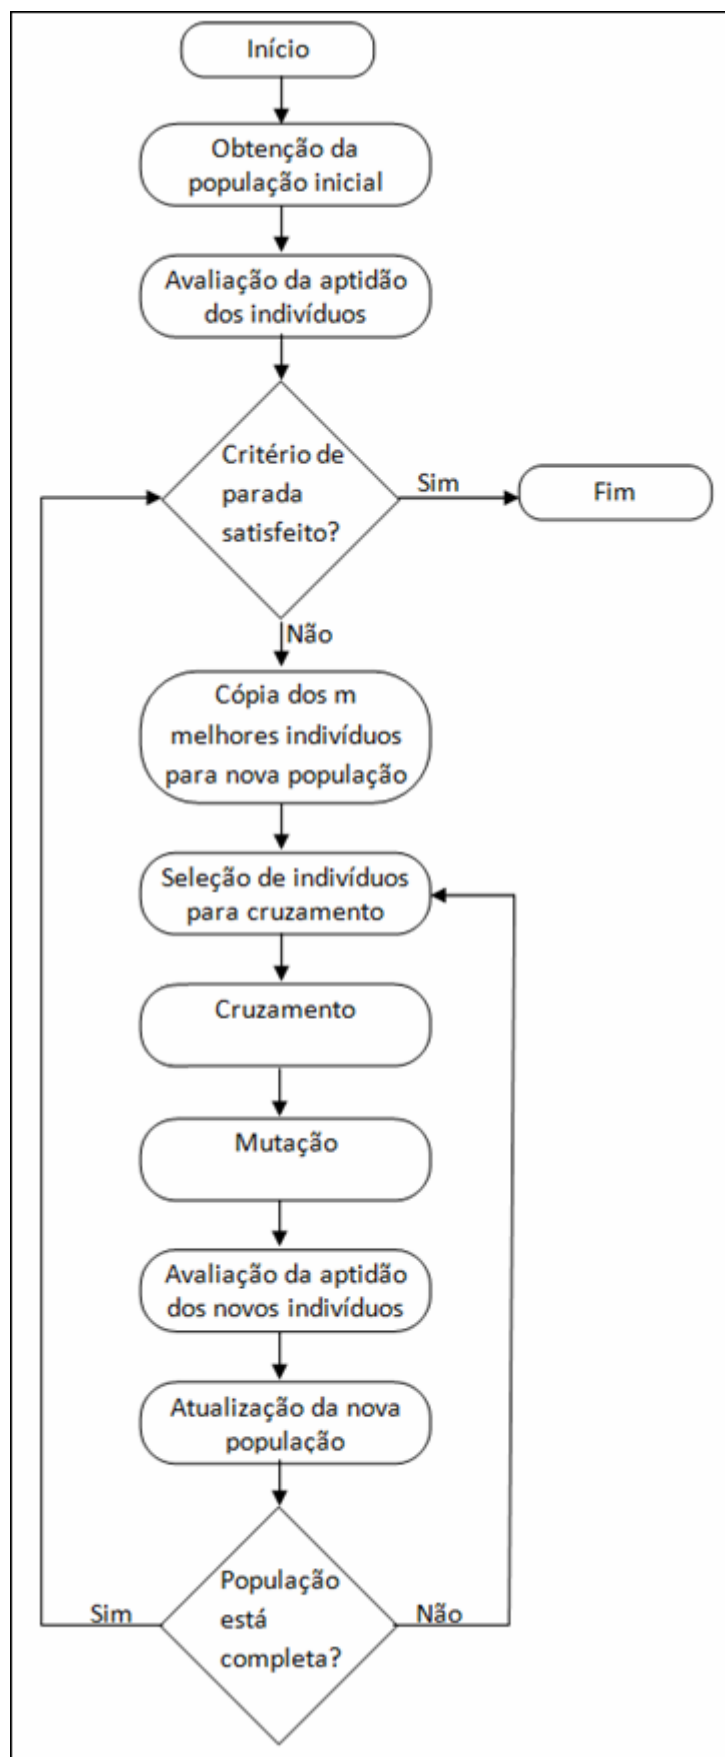 Início
Obtenção da
população inicial
Avaliação da aptidão
dos indivíduos
Critério de
parada
satisfeito?
Sim
Fim
Não
Cópia dos m
melhores indivíduos
para nova população
Seleção de indivíduos
para cruzamento
Cruzamento
Mutação
Avaliação da aptidão
dos novos indivíduos
Atualização da nova
população
População
está
completa?
Sim
Não